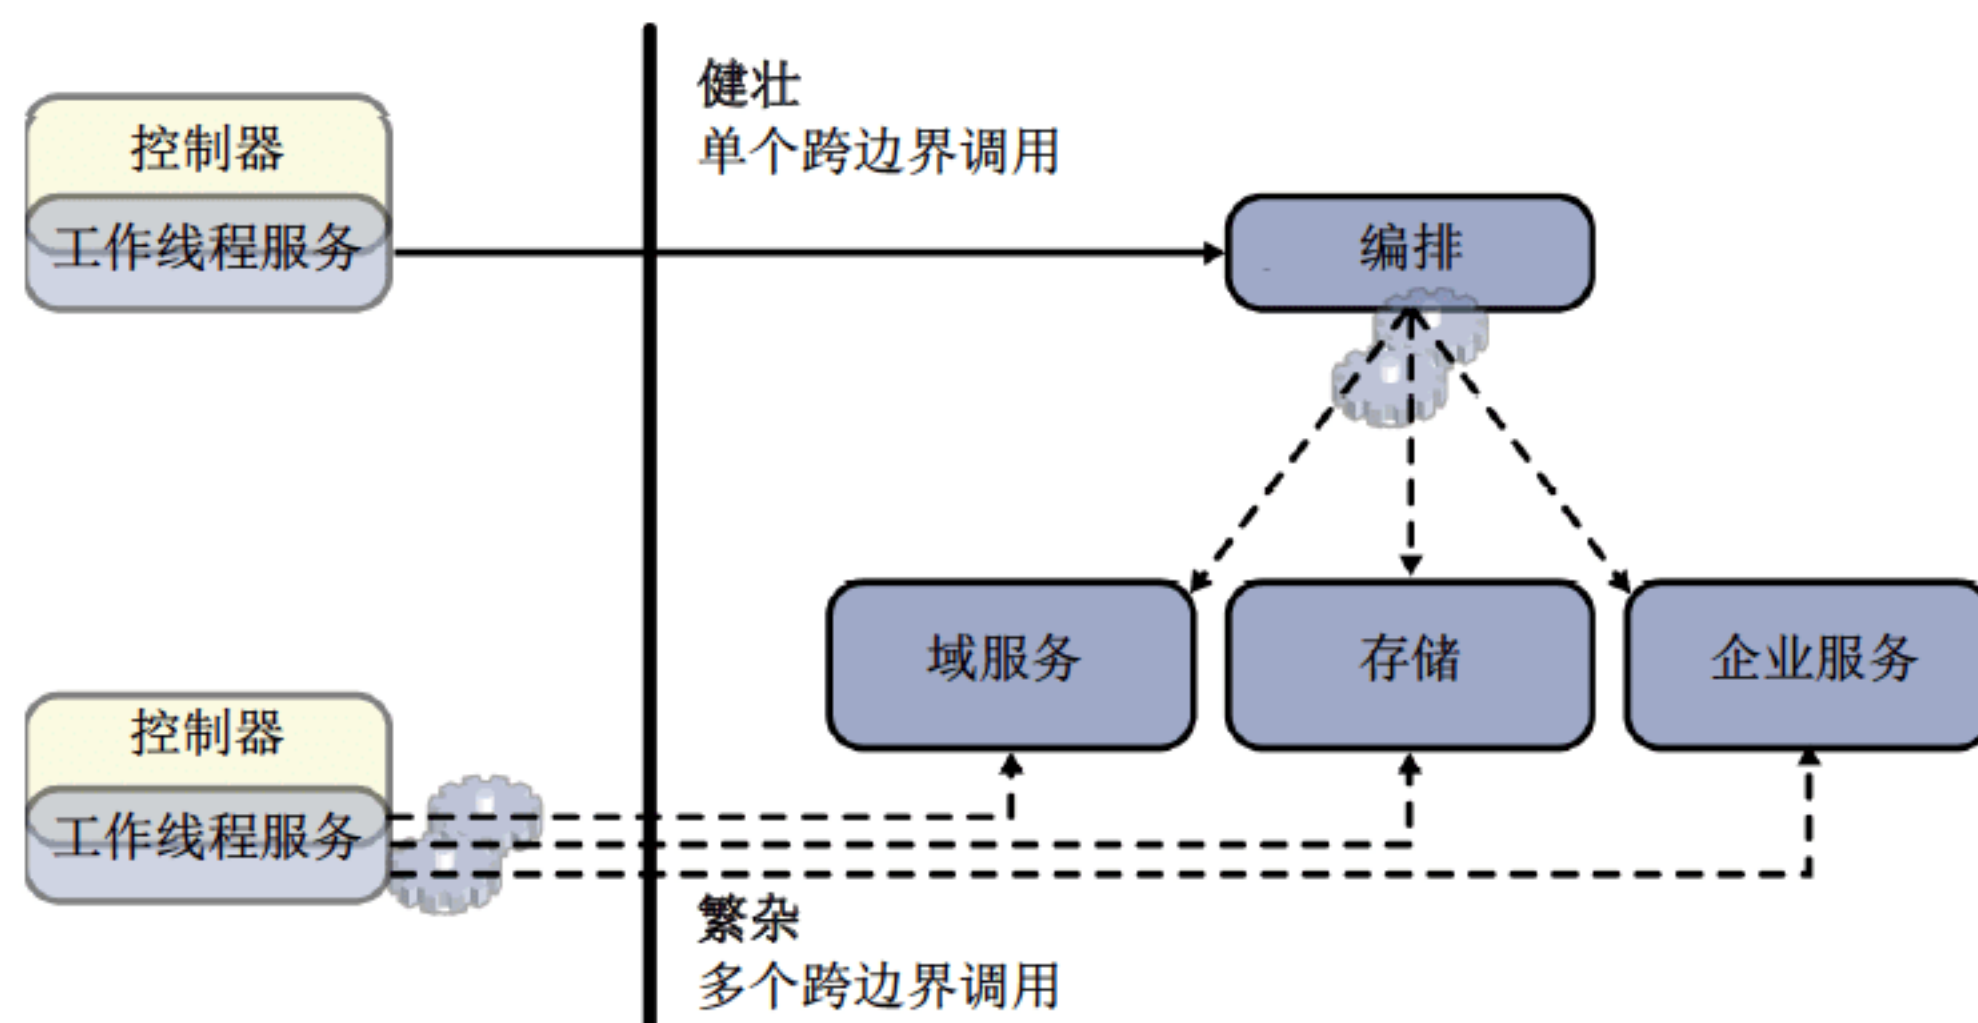 健壮
单个跨边界调用
控制器
工作线程服务
编排
域服务
存储
企业服务
控制器
工作线程服务
繁杂
多个跨边界调用